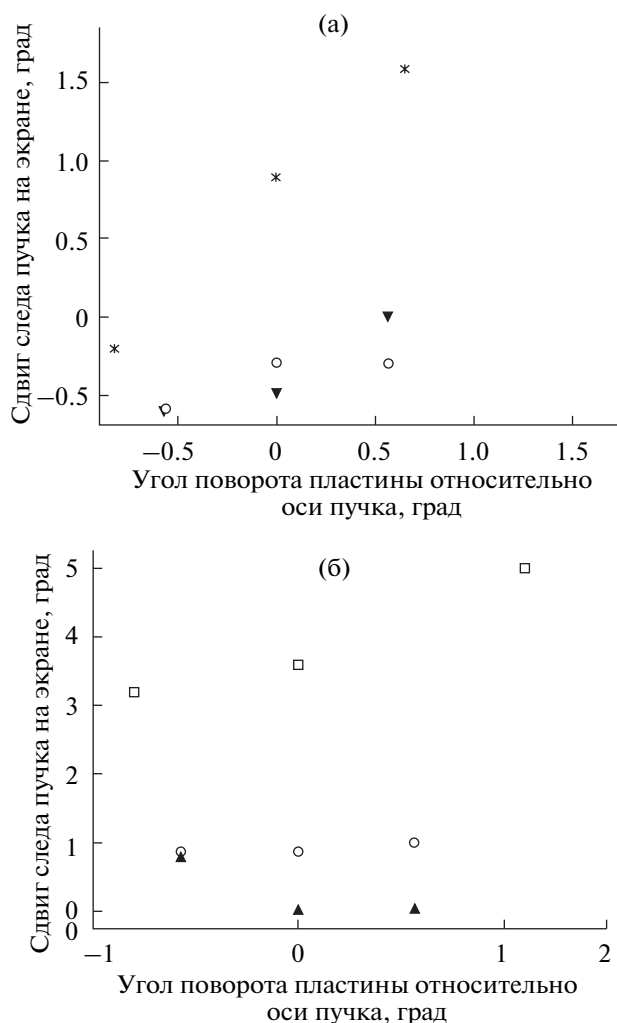 (а)
Сдвиг следа пучка на экране, град
1.5
1.0
0.5
0
−0.5
−0.5
0
0.5
1.0
1.5
Угол поворота пластины относительно
оси пучка, град
(б)
Сдвиг следа пучка на экране, град
5
4
3
2
1
0
0
−1
0
1
2
Угол поворота пластины относительно
оси пучка, град